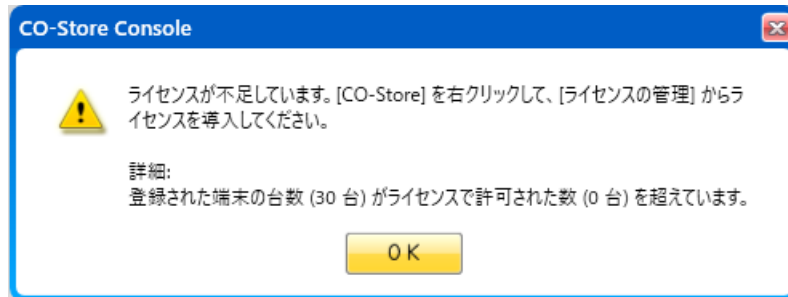 CO-Store Console
ライセンスが不足しています。[CO-Store] を右クリックして、[ライセンスの管理] からラ
イセンスを導入してください。
詳細:
登録された端末の台数 (30 台) がライセンスで許可された数 (0 台) を超えています。
OK